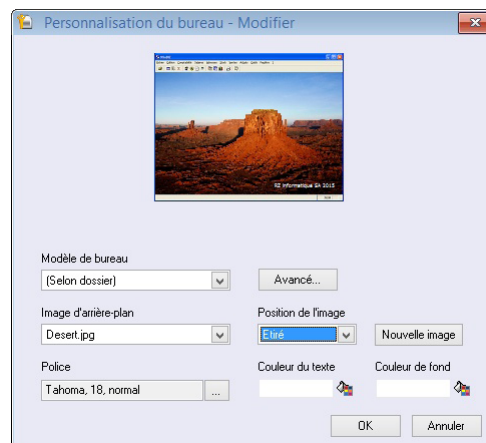 Personnalisation du bureau - Modifier
RZ Informatique SA 2015
Modèle de bureau
(Selon dossier)
Avancé...
Image d'arrière-plan
Position de l'image
Desert.jpg
Etiré
Nouvelle image
Police
Couleur du texte
Couleur de fond
Tahoma, 18, normal
...
OK
Annuler